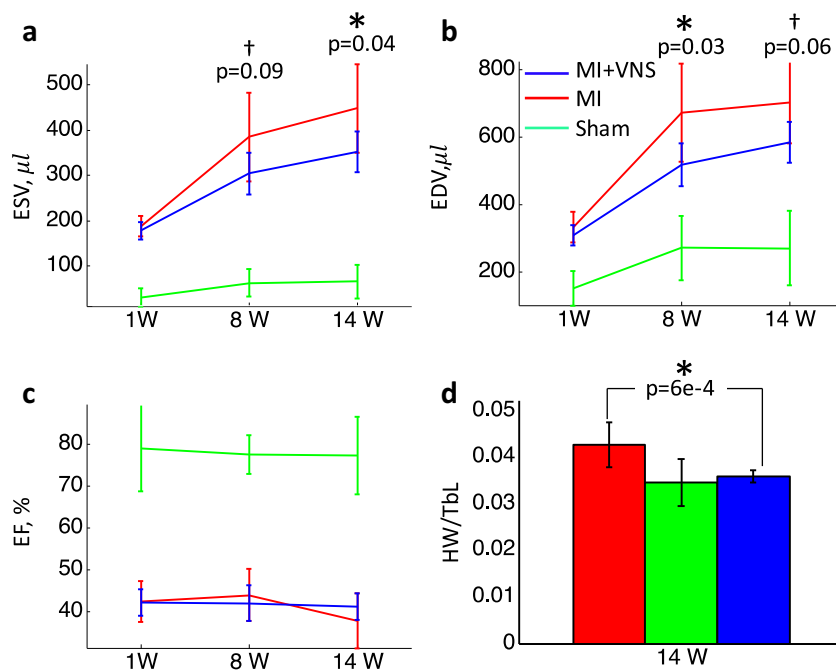 a
†
p=0.09
*
p=0.04
500
400
300
200
100
ESV, μl
1W 8 W 14 W
b
*
p=0.03
†
p=0.06
800
600
400
200
EDV,μl
MI+VNS
MI
Sham
1W 8 W 14 W
c
80
70
60
50
40
EF, %
1W 8 W 14 W
d
*
p=6e-4
0.05
0.04
0.03
0.02
0.01
0
HW/TbL
14 W